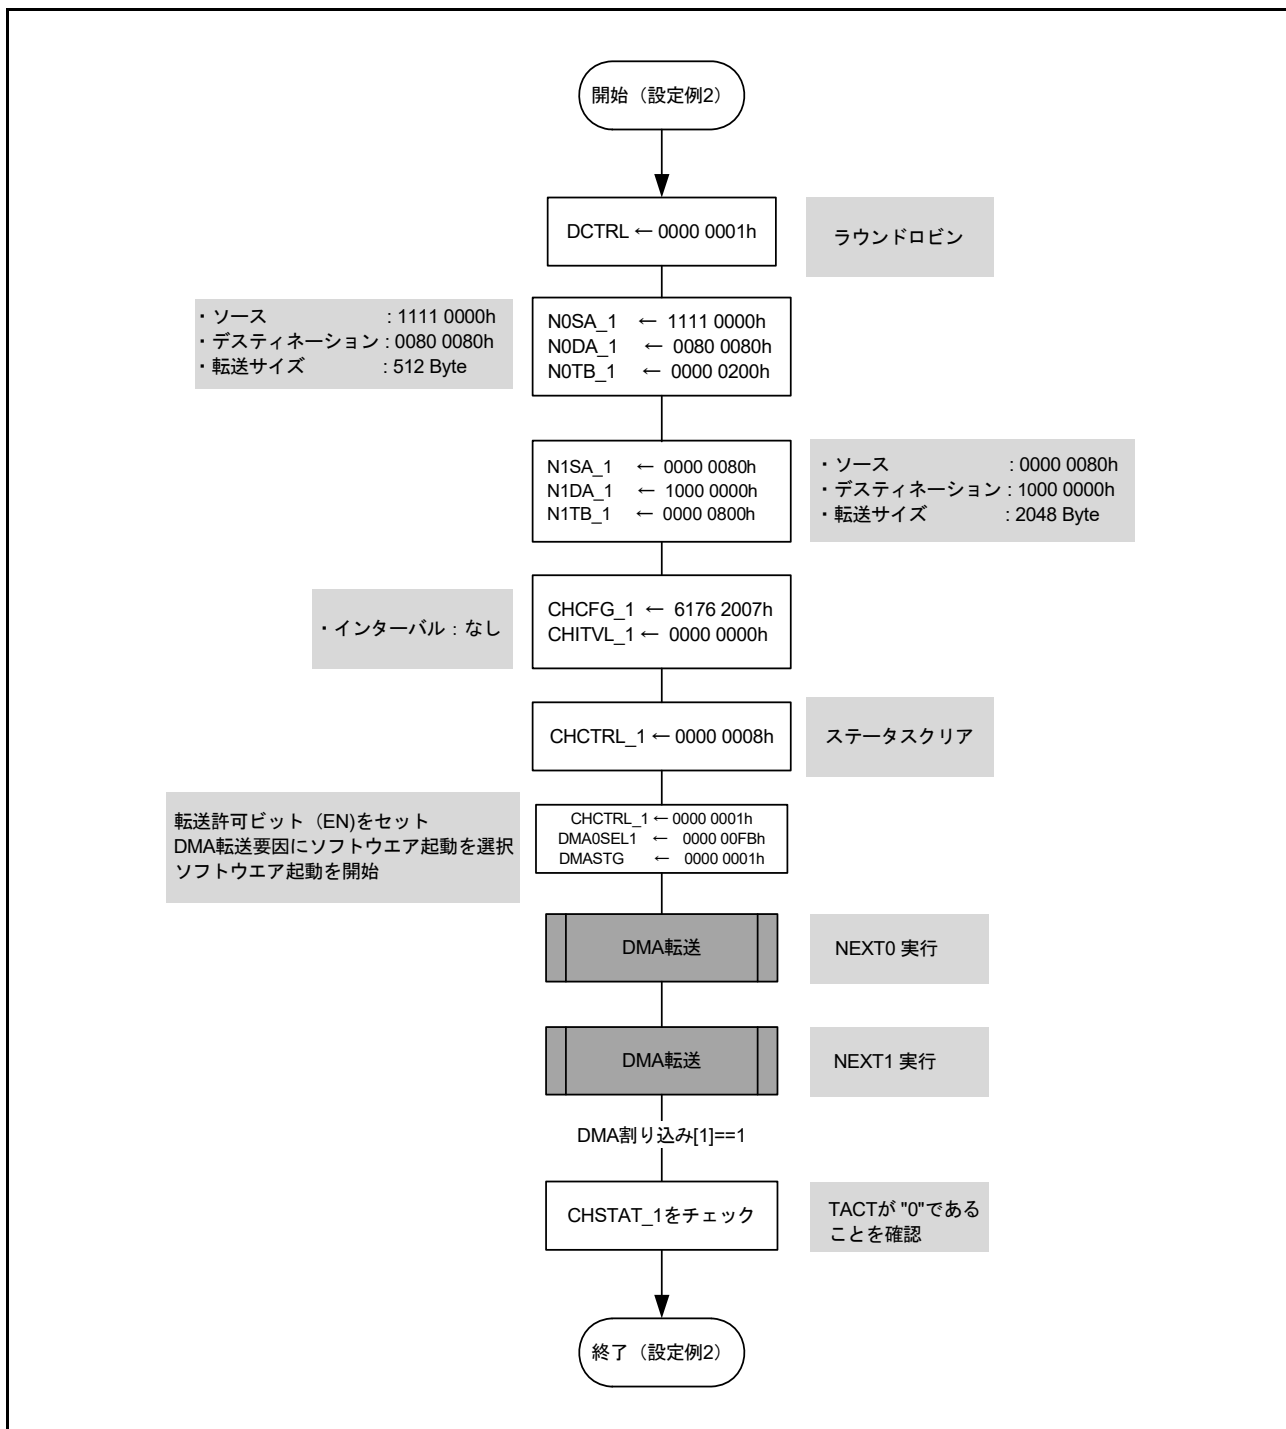 開始（設定例2）
DCTRL ← 0000 0001h
ラウンドロビン
・ソース : 1111 0000h
・デスティネーション : 0080 0080h
・転送サイズ : 512 Byte
N0SA_1 ← 1111 0000h
N0DA_1 ← 0080 0080h
N0TB_1 ← 0000 0200h
N1SA_1 ← 0000 0080h
N1DA_1 ← 1000 0000h
N1TB_1 ← 0000 0800h
・ソース : 0000 0080h
・デスティネーション : 1000 0000h
・転送サイズ : 2048 Byte
・インターバル：なし
CHCFG_1 ← 6176 2007h
CHITVL_1 ← 0000 0000h
CHCTRL_1 ← 0000 0008h
ステータスクリア
転送許可ビット（EN)をセット
DMA転送要因にソフトウエア起動を選択
ソフトウエア起動を開始
CHCTRL_1 ← 0000 0001h
DMA0SEL1 ← 0000 00FBh
DMASTG ← 0000 0001h
DMA転送
NEXT0 実行
DMA転送
NEXT1 実行
DMA割り込み[1]==1
CHSTAT_1をチェック
TACTが "0"である
ことを確認
終了（設定例2）